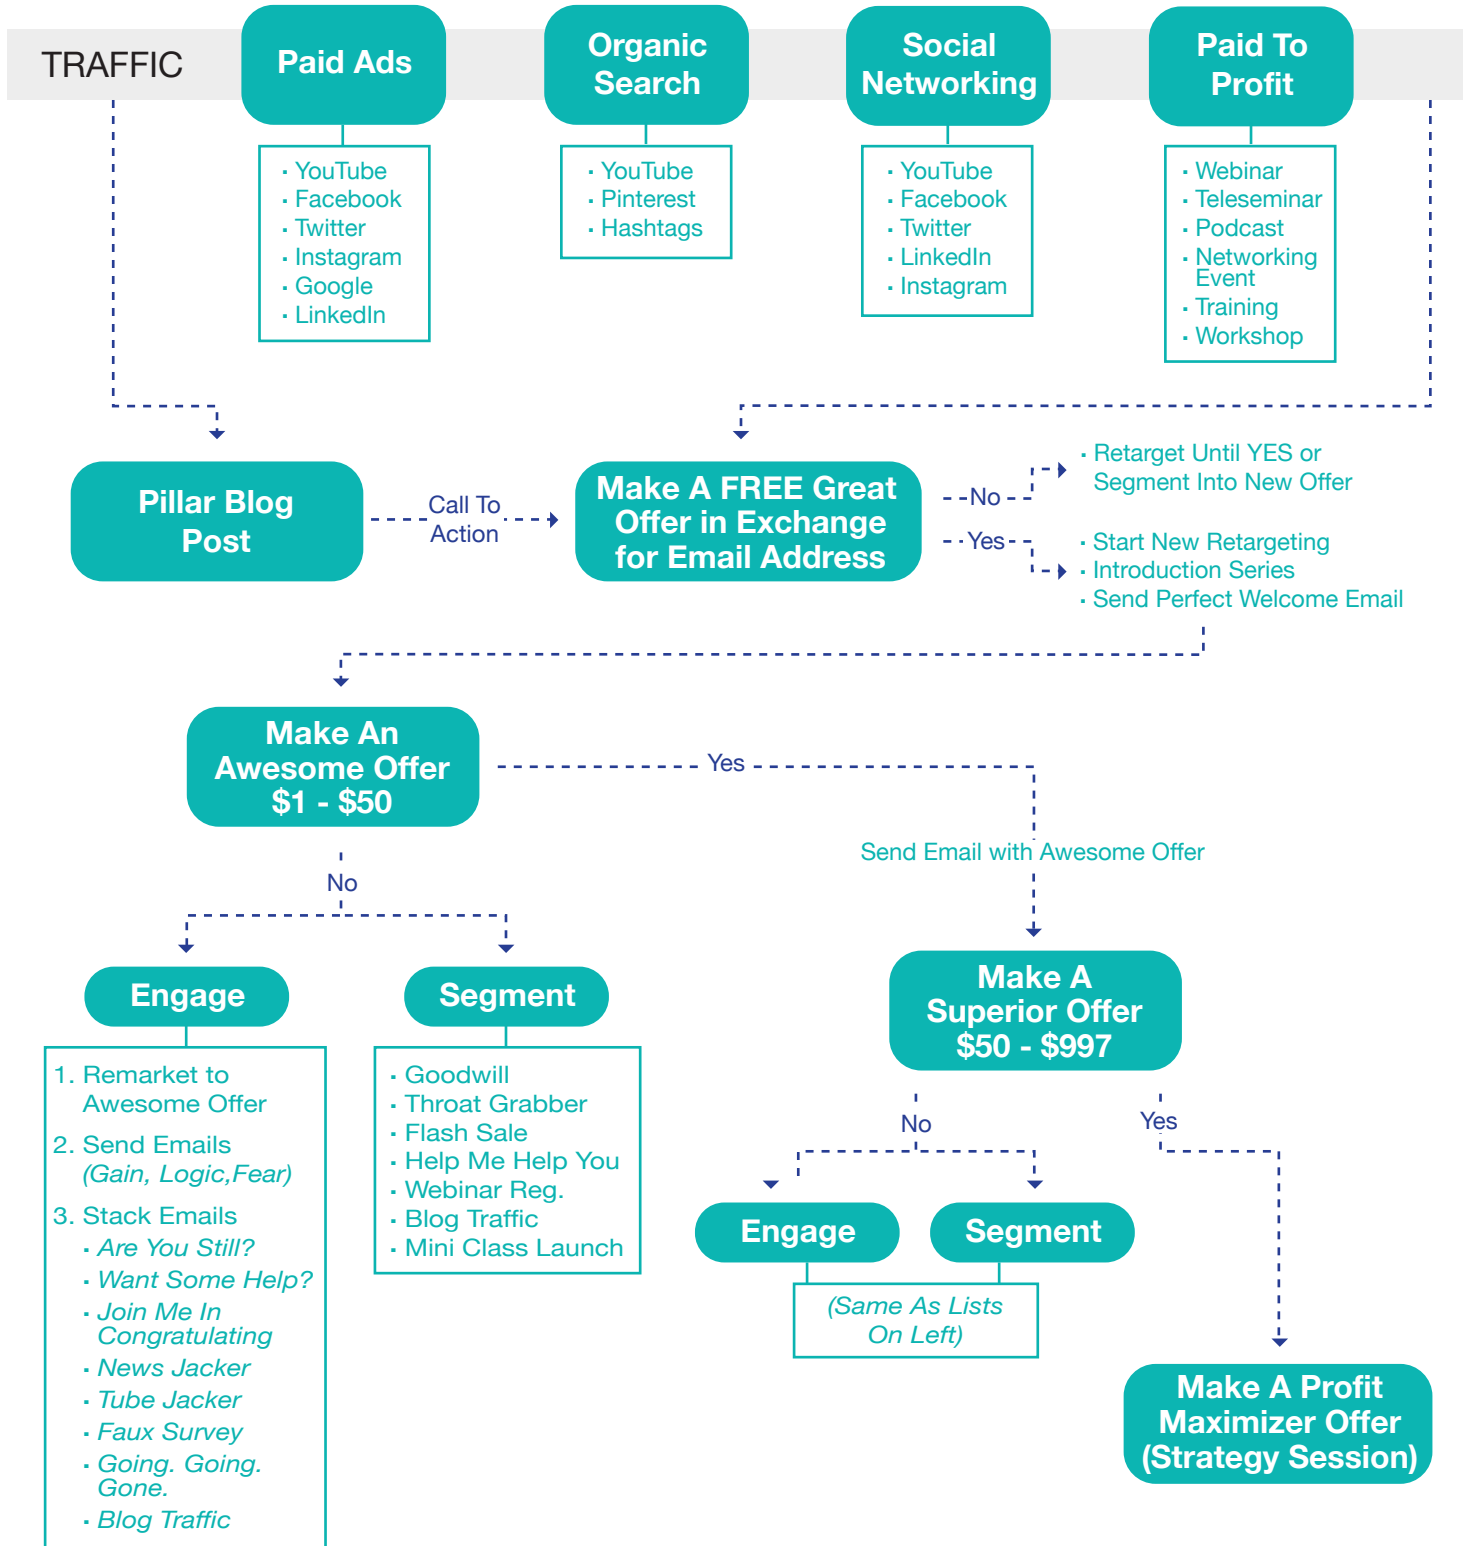 TRAFFIC
Paid Ads
· YouTube
· Facebook
· Twitter
· Instagram
· Google
· LinkedIn
Organic
Search
· YouTube
· Pinterest
· Hashtags
Social
Networking
· YouTube
· Facebook
· Twitter
· LinkedIn
· Instagram
Paid To
Profit
· Webinar
· Teleseminar
· Podcast
· Networking
Event
· Training
· Workshop
Pillar Blog
Post
Call To
Action
Make A FREE Great
Offer in Exchange
for Email Address
No
· Retarget Until YES or
Segment Into New Offer
Yes
· Start New Retargeting
· Introduction Series
· Send Perfect Welcome Email
Make An
Awesome Offer
$1 - $50
Yes
Send Email with Awesome Offer
No
Engage
1. Remarket to
Awesome Offer
2. Send Emails
(Gain, Logic,Fear)
3. Stack Emails
· Are You Still?
· Want Some Help?
· Join Me In
Congratulating
· News Jacker
· Tube Jacker
· Faux Survey
· Going. Going.
Gone.
· Blog Traffic
Segment
· Goodwill
· Throat Grabber
· Flash Sale
· Help Me Help You
· Webinar Reg.
· Blog Traffic
· Mini Class Launch
Make A
Superior Offer
$50 - $997
No
Yes
Engage
Segment
(Same As Lists
On Left)
Make A Profit
Maximizer Offer
(Strategy Session)